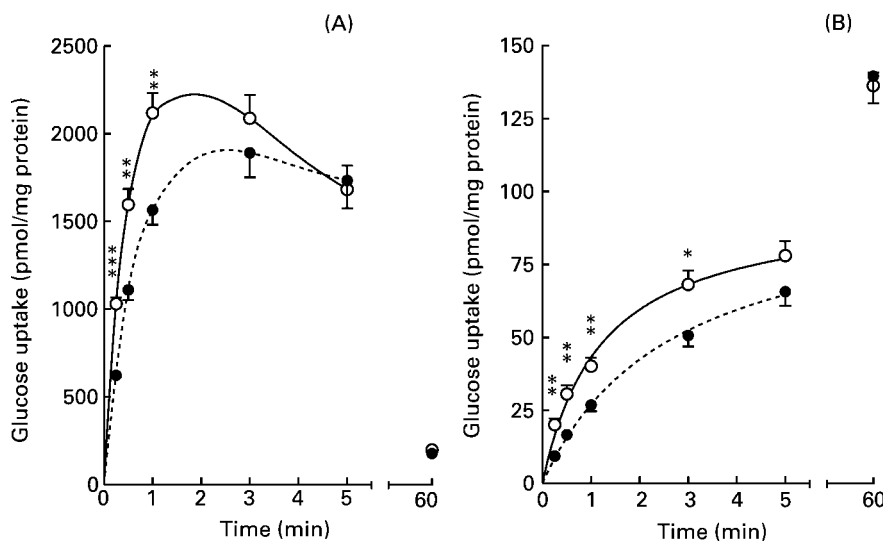 (A)
2500
2000
1500
1000
500
0
Glucose uptake (pmol/mg protein)
***
**
**
0 1 2 3 4 5 60
Time (min)
(B)
150
125
100
75
50
25
0
Glucose uptake (pmol/mg protein)
**
**
**
*
0 1 2 3 4 5 60
Time (min)